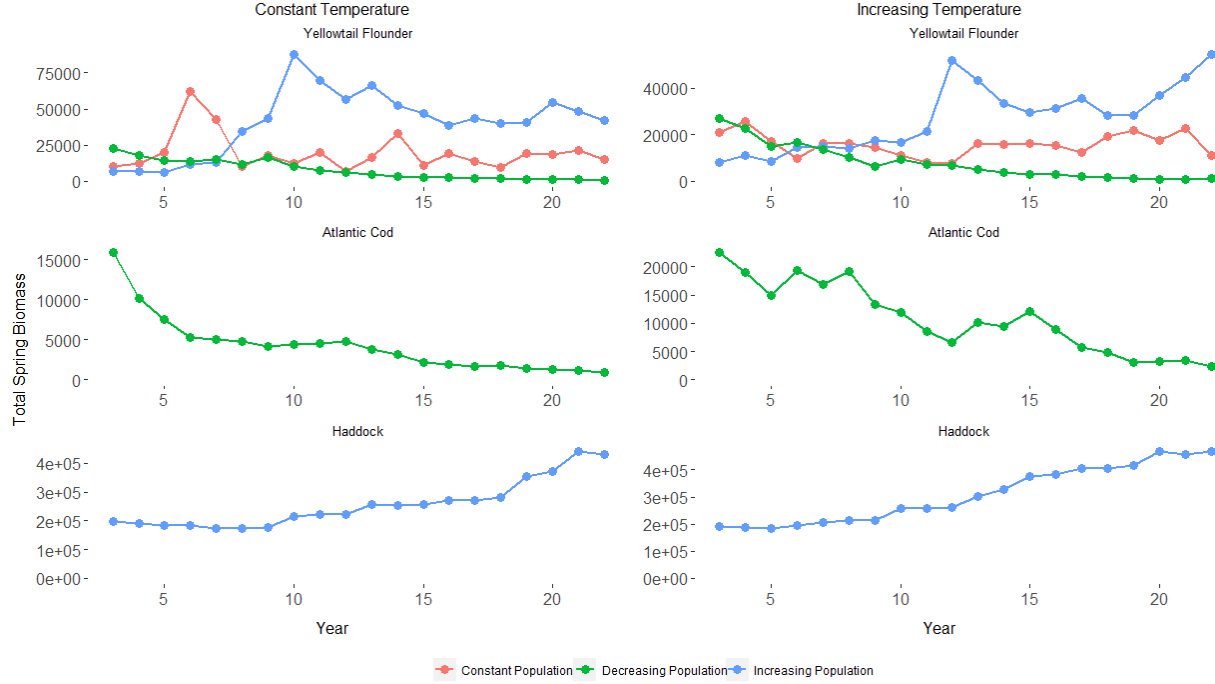 Constant Temperature
Increasing Temperature
Yellowtail Flounder
Yellowtail Flounder
75000
50000
25000
0
5
10
15
20
40000
20000
0
5
10
15
20
Total Spring Biomass
Atlantic Cod
Atlantic Cod
15000
10000
5000
0
5
10
15
20
20000
15000
10000
5000
0
5
10
15
20
Haddock
Haddock
4e+05
3e+05
2e+05
1e+05
0e+00
5
10
15
20
4e+05
3e+05
2e+05
1e+05
0e+00
5
10
15
20
Year
Year
Constant Population Decreasing Population Increasing Population